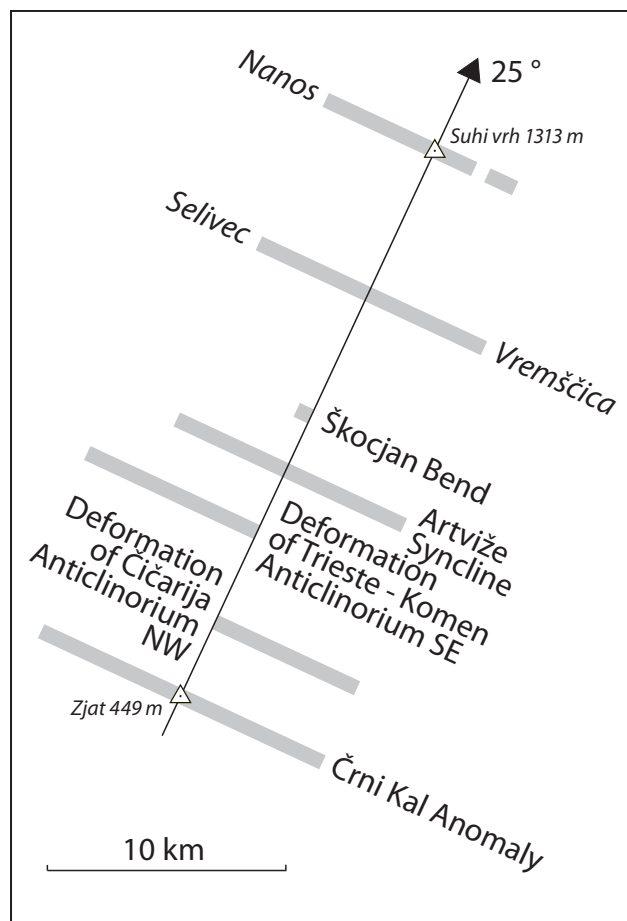 25 °
Nanos
Suhi vrh 1313 m
Selivec
Vremščica
Škocjan Bend
Artviže
Syncline
Deformation
of Trieste - Komen
Anticlinorium SE
Deformation
of Čičarija
Anticlinorium
NW
Zjat 449 m
Črni Kal Anomaly
10 km